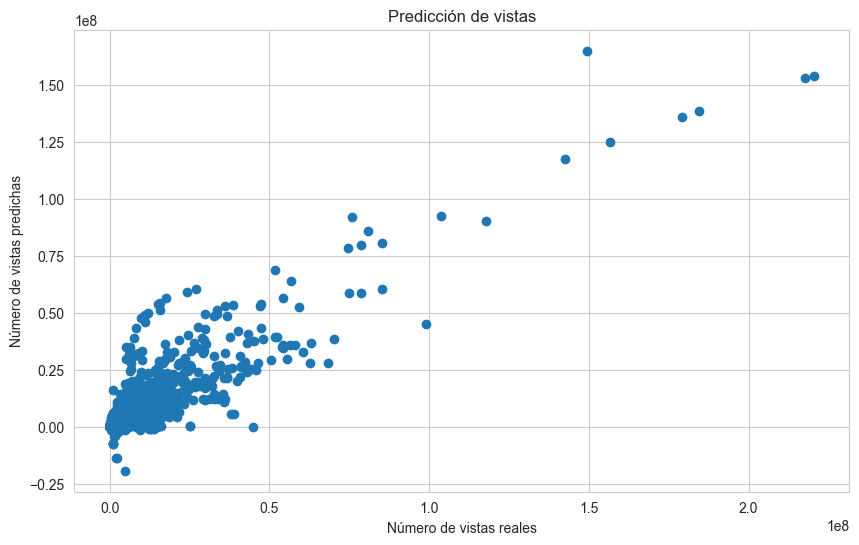 Predicción de vistas
1e8
1.50
1.25
1.00
0.75
0.50
0.25
0.00
−0.25
Número de vistas predichas
0.0 0.5 1.0 1.5 2.0
Número de vistas reales
1e8